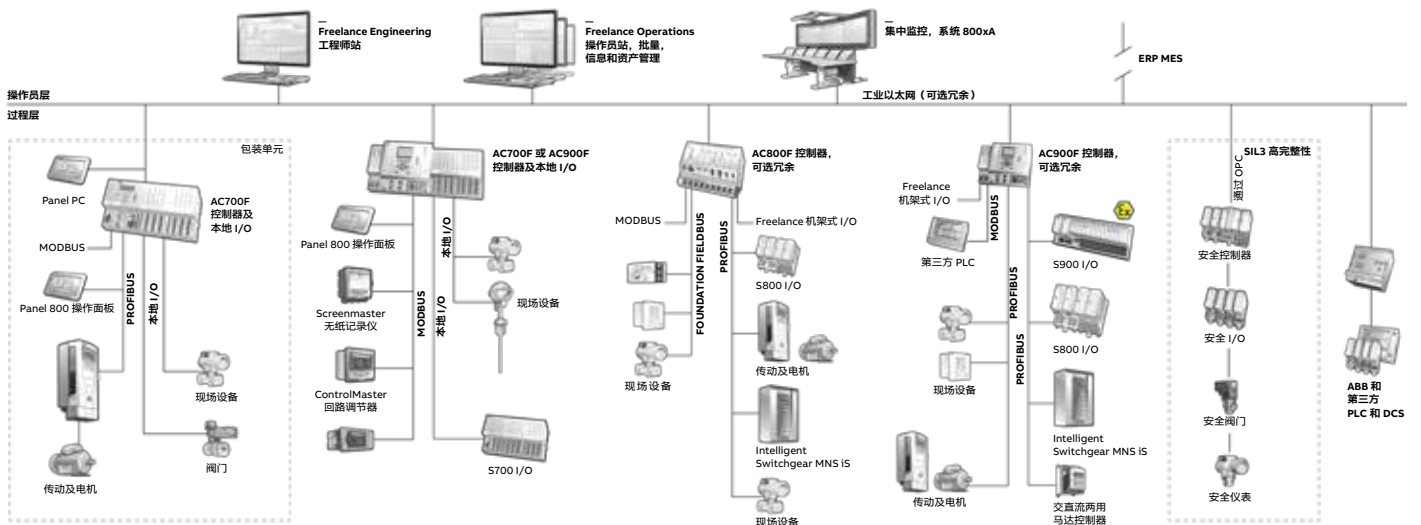 Freelance Engineering
工程师站
Freelance Operations
操作员站，批量，
信息和资产管理
集中监控，系统 800xA
ERP MES
操作员层
过程层
工业以太网（可选冗余）
包装单元
Panel PC
AC700F
控制器及
本地 I/O
MODBUS
Panel 800 操作面板
PROFIBUS
本地 I/O
现场设备
阀门
传动及电机
AC700F 或 AC900F
控制器及本地 I/O
Panel 800 操作面板
Screenmaster
无纸记录仪
ControlMaster
回路调节器
MODBUS
本地 I/O
本地 I/O
现场设备
S700 I/O
AC800F 控制器，
可选冗余
MODBUS
Freelance 机架式 I/O
FOUNDATION FIELDBUS
PROFIBUS
S800 I/O
现场设备
传动及电机
Intelligent
Switchgear MNS iS
现场设备
AC900F 控制器，
可选冗余
Freelance
机架式 I/O
MODBUS
第三方 PLC
Ex
S900 I/O
PROFIBUS
PROFIBUS
S800 I/O
现场设备
传动及电机
Intelligent
Switchgear MNS iS
交直流两用
马达控制器
SIL3 高完整性
通过 OPC
安全控制器
安全 I/O
安全阀门
安全仪表
ABB 和
第三方
PLC 和 DCS